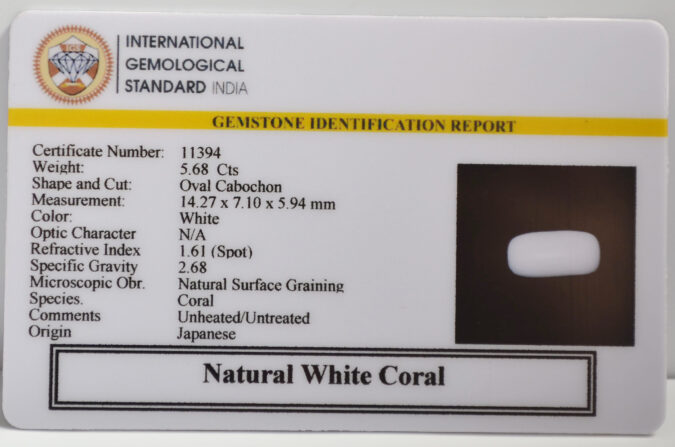 IGS
INTERNATIONAL
GEMOLOGICAL
STANDARD INDIA
GEMSTONE IDENTIFICATION REPORT
Certificate Number: 11394
Weight: 5.68 Cts
Shape and Cut: Oval Cabochon
Measurement: 14.27 x 7.10 x 5.94 mm
Color: White
Optic Character N/A
Refractive Index 1.61 (Spot)
Specific Gravity 2.68
Microscopic Obr. Natural Surface Graining
Species. Coral
Comments Unheated/Untreated
Origin Japanese
Natural White Coral